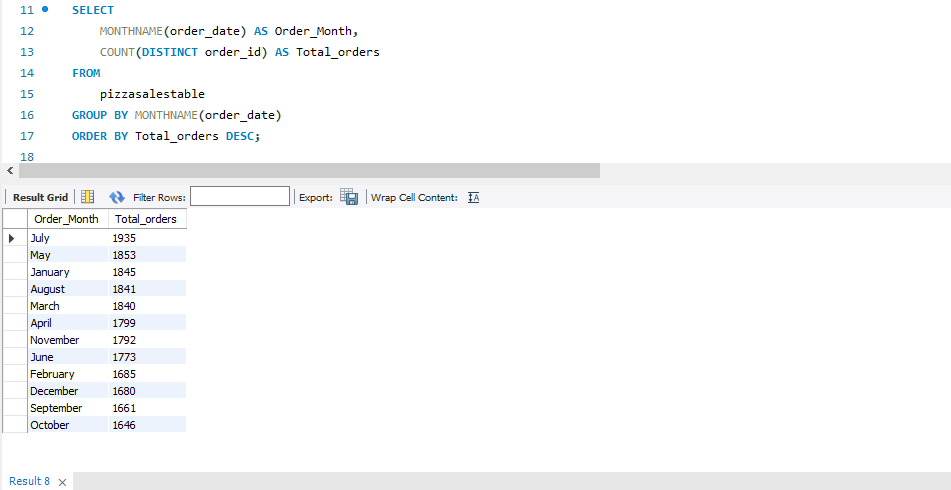 11 SELECT
12 MONTHNAME(order_date) AS Order_Month,
13 COUNT(DISTINCT order_id) AS Total_orders
14 FROM
15 pizzasalestable
16 GROUP BY MONTHNAME(order_date)
17 ORDER BY Total_orders DESC;
18
Result Grid Filter Rows: Export: Wrap Cell Content: IA
Order_Month Total_orders
July 1935
May 1853
January 1845
August 1841
March 1840
April 1799
November 1792
June 1773
February 1685
December 1680
September 1661
October 1646
Result 8